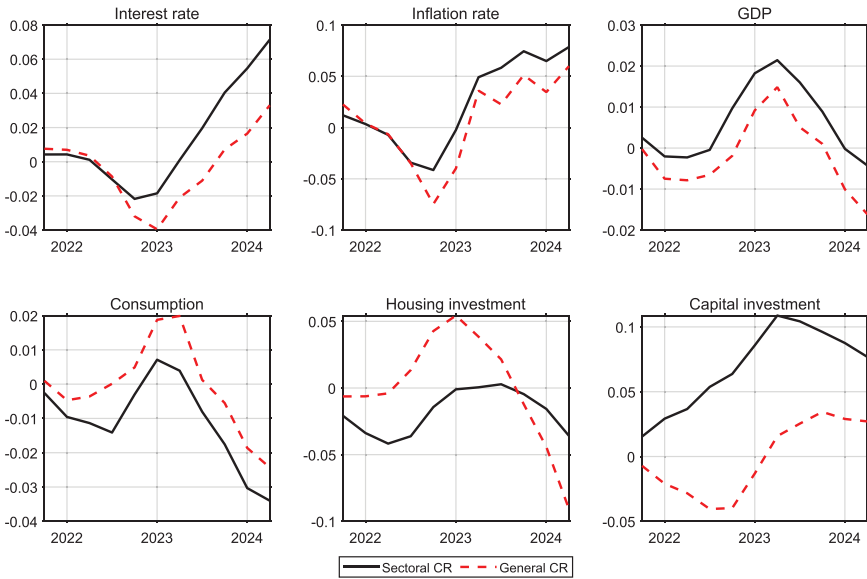 Interest rate
0.08
0.06
0.04
0.02
0
-0.02
-0.04
2022 2023 2024
Inflation rate
0.1
0.05
0
-0.05
-0.1
2022 2023 2024
GDP
0.03
0.02
0.01
0
-0.01
-0.02
2022 2023 2024
Consumption
0.02
0.01
0
-0.01
-0.02
-0.03
-0.04
2022 2023 2024
Housing investment
0.05
0
-0.05
-0.1
2022 2023 2024
Capital investment
0.1
0.05
0
-0.05
2022 2023 2024
Sectoral CR General CR